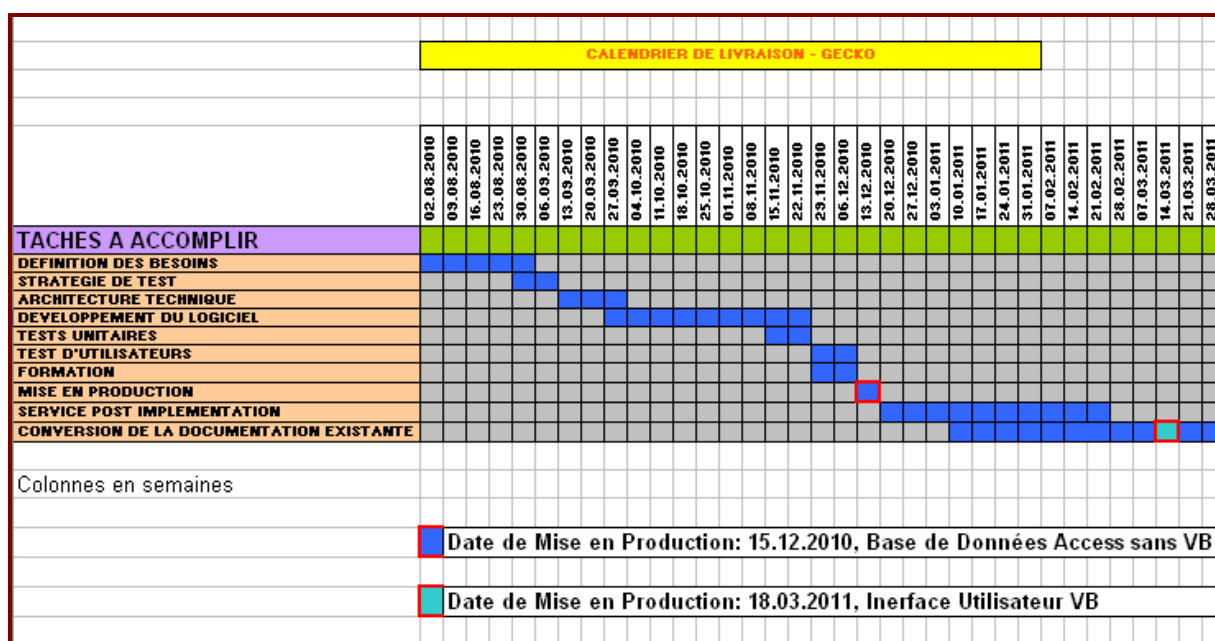 CALENDRIER DE LIVRAISON - GECKO
02.08.2010 09.08.2010 16.08.2010 23.08.2010 30.08.2010 06.09.2010 13.09.2010 20.09.2010 27.09.2010 04.10.2010 11.10.2010 18.10.2010 25.10.2010 01.11.2010 08.11.2010 15.11.2010 22.11.2010 29.11.2010 06.12.2010 13.12.2010 20.12.2010 27.12.2010 03.01.2011 10.01.2011 17.01.2011 24.01.2011 31.01.2011 07.02.2011 14.02.2011 21.02.2011 28.02.2011 07.03.2011 14.03.2011 21.03.2011 28.03.2011
TACHES A ACCOMPLIR
DEFINITION DES BESOINS
STRATEGIE DE TEST
ARCHITECTURE TECHNIQUE
DEVELOPPEMENT DU LOGICIEL
TESTS UNITAIRES
TEST D'UTILISATEURS
FORMATION
MISE EN PRODUCTION
SERVICE POST IMPLEMENTATION
CONVERSION DE LA DOCUMENTATION EXISTANTE
Colonnes en semaines
Date de Mise en Production: 15.12.2010, Base de Données Access sans VB
Date de Mise en Production: 18.03.2011, Inerface Utilisateur VB